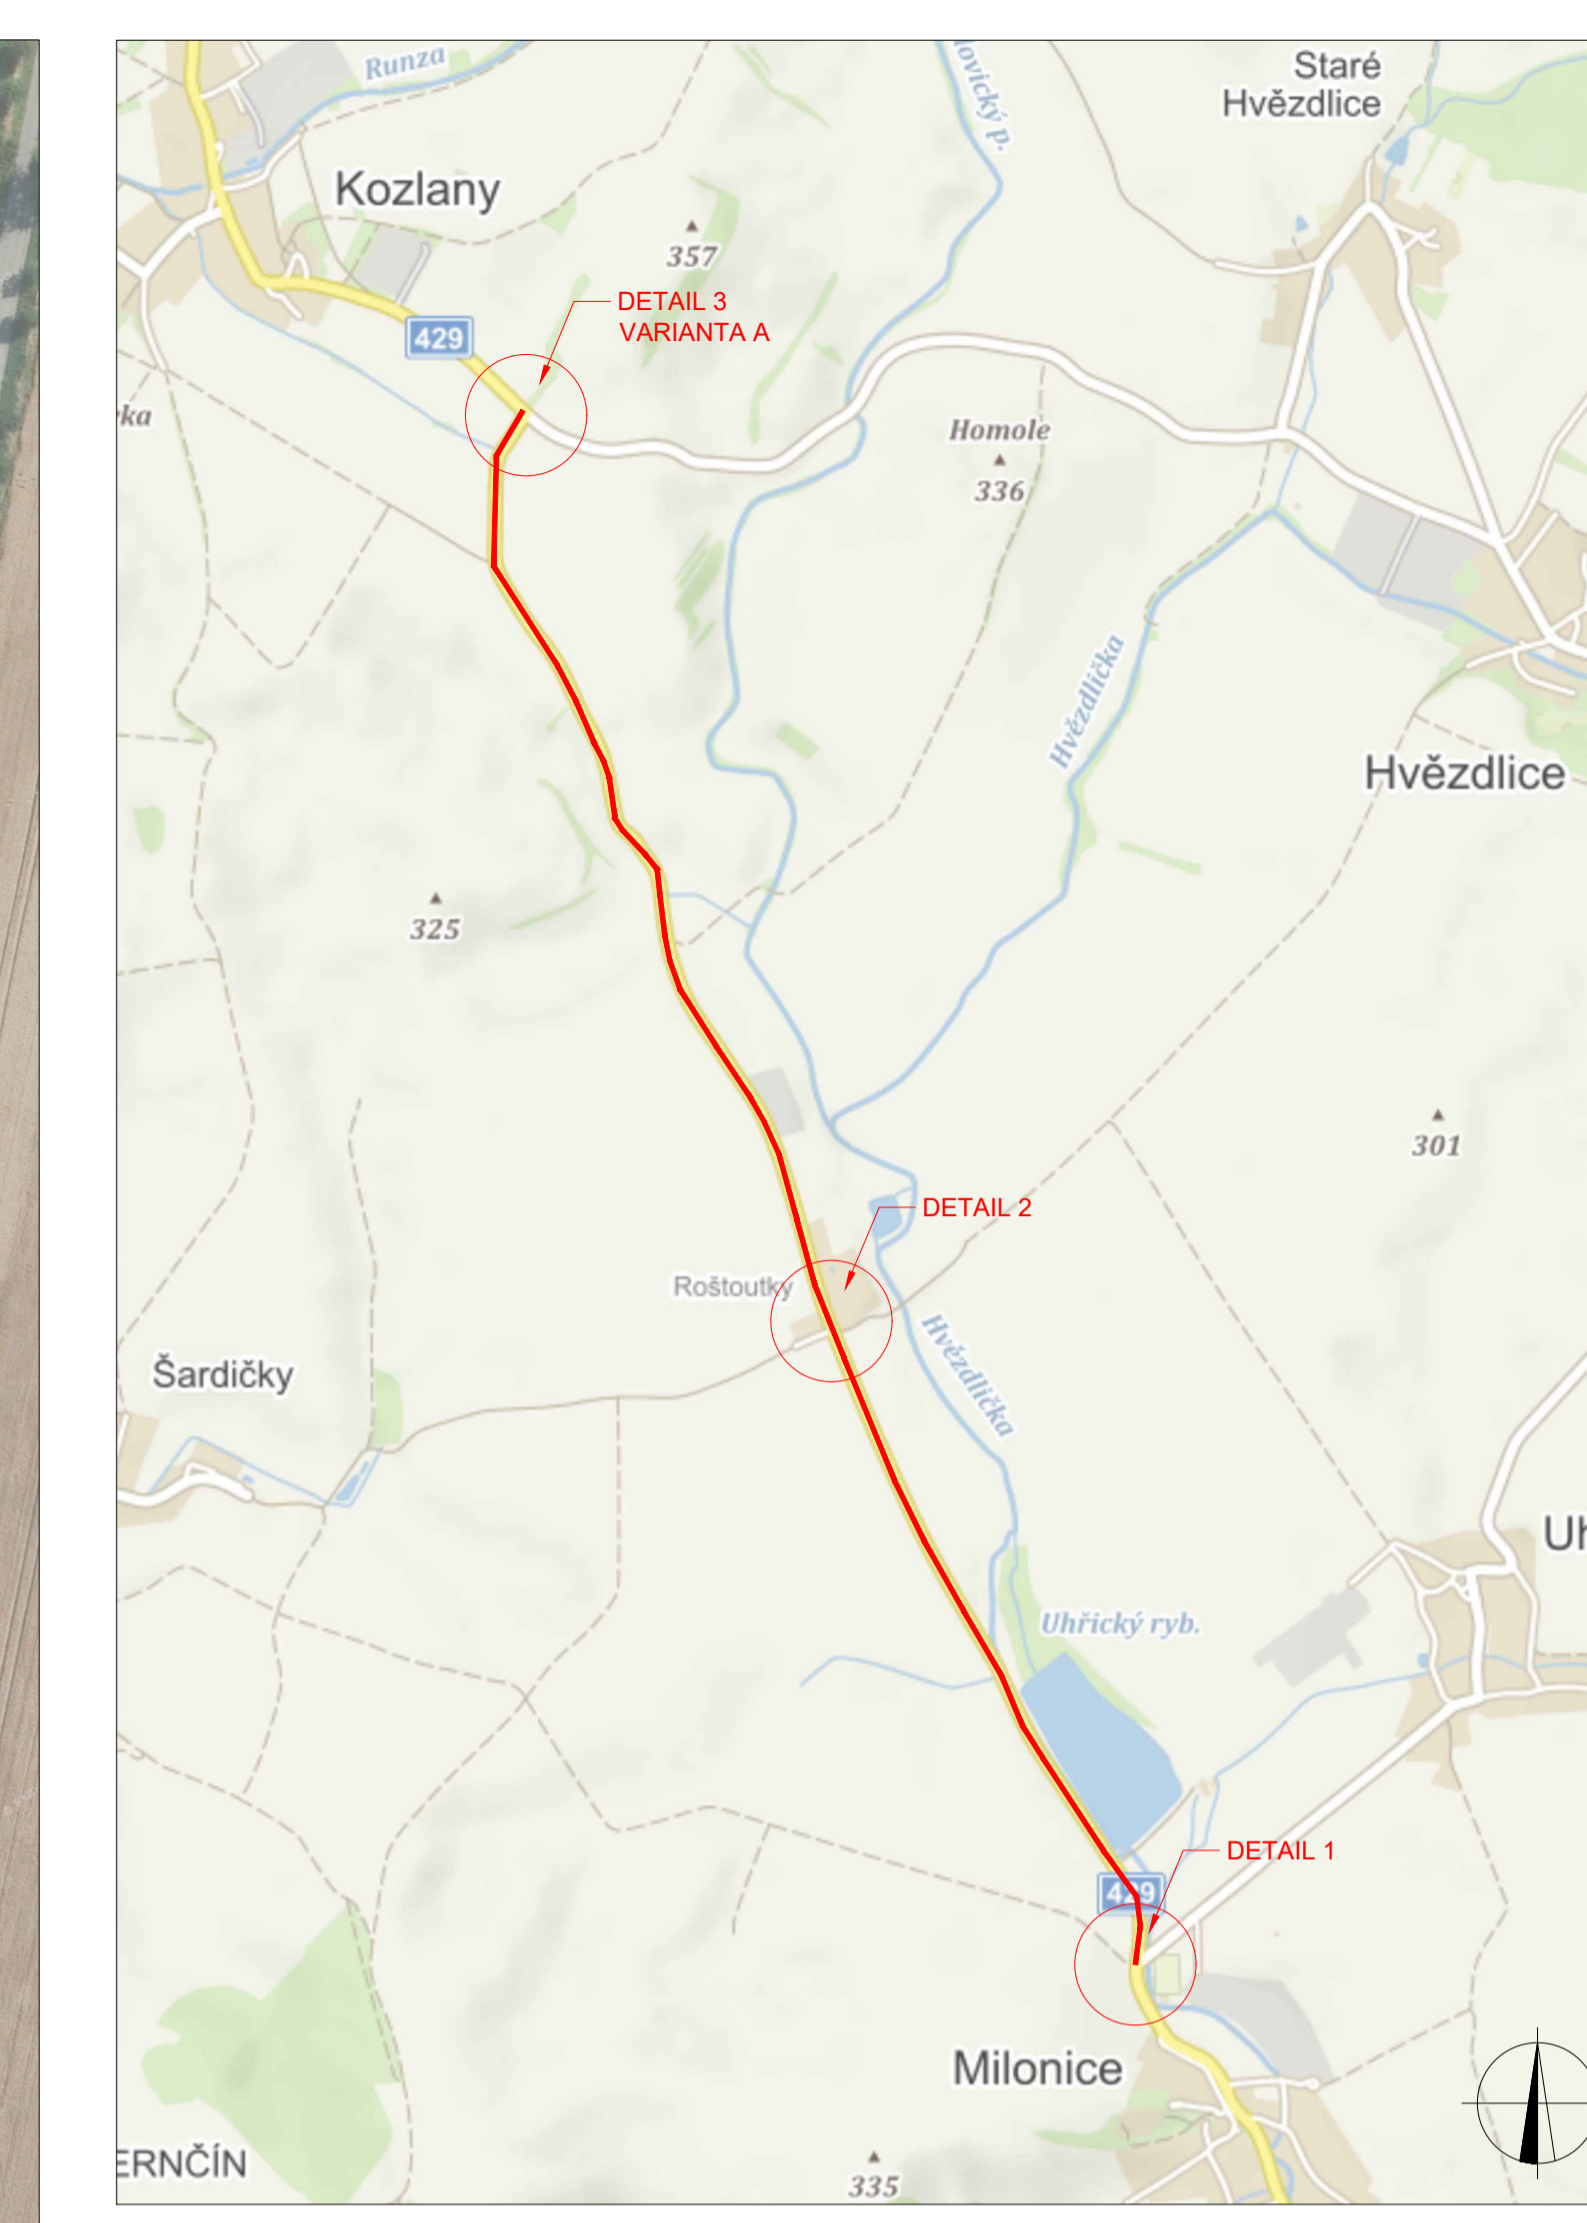 Runza
Staré
Hvězdlice
Kozlany
357
DETAIL 3
VARIANTA A
429
Homole
336
Hvězdlička
Hvězdlice
325
301
DETAIL 2
Roštoutky
Hvězdlička
Šardičky
Uhřický ryb.
DETAIL 1
429
Milonice
ERNČÍN
335